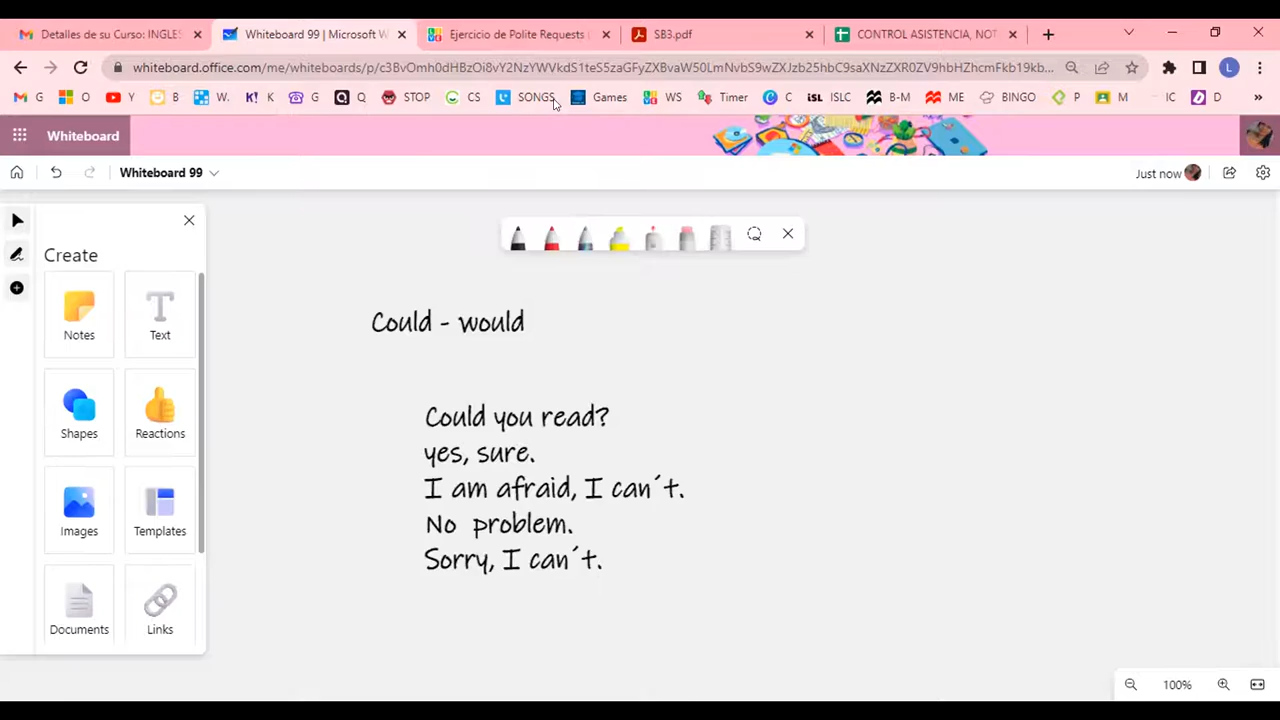 Detalles de su Curso: INGLES
Whiteboard 99 | Microsoft W
Ejercicio de Polite Requests (
SB3.pdf
CONTROL ASISTENCIA, NOT
L
G
O
Y
B
W.
K
G
Q
STOP
CS
SONGS
Games
WS
Timer
C
ISLC
B-M
ME
BINGO
P
M
IC
D
Whiteboard
Whiteboard 99
Just now
Create
Notes
Text
Shapes
Reactions
Images
Templates
Documents
Links
Could - would
Could you read?
yes, sure.
I am afraid, I can´t.
No problem.
Sorry, I can´t.
100%